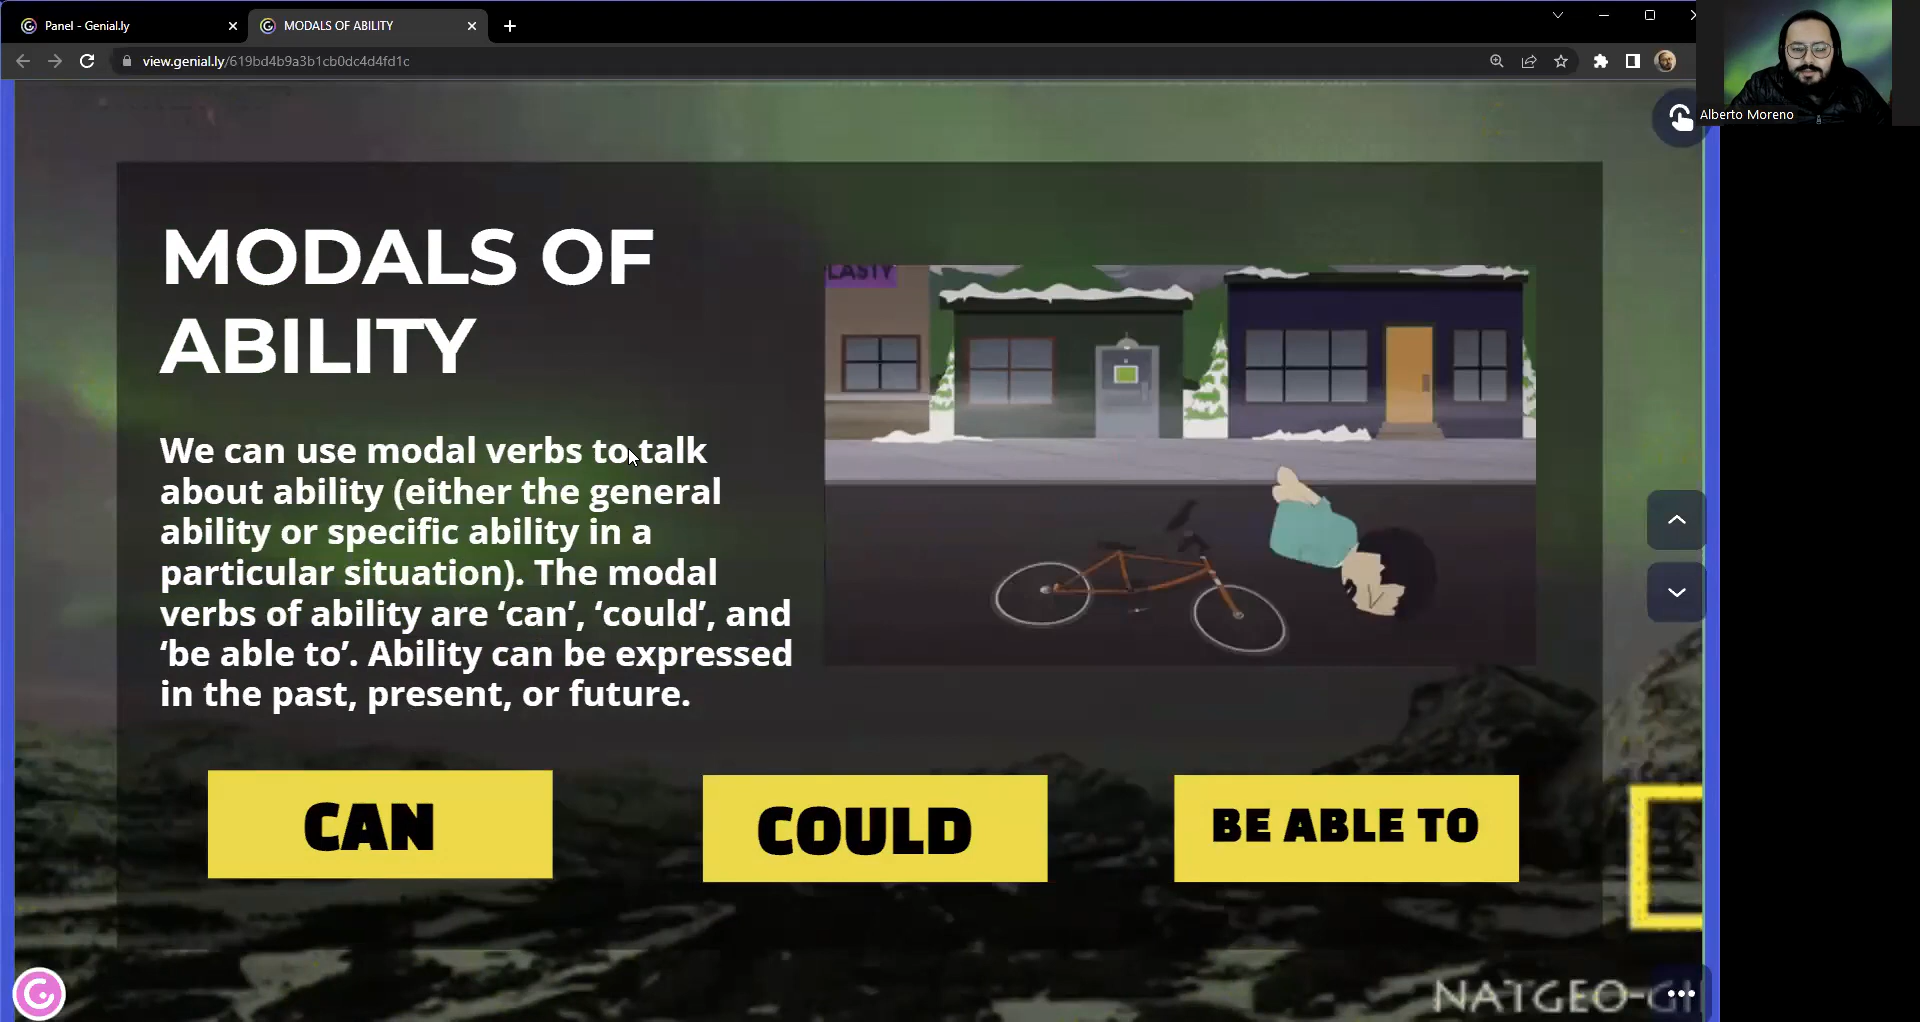 Panel - Genial.ly
MODALS OF ABILITY
view.genial.ly/619bd4b9a3b1cb0dc4d4fd1c
Alberto Moreno
MODALS OF
ABILITY
LASTY
We can use modal verbs to talk
about ability (either the general
ability or specific ability in a
particular situation). The modal
verbs of ability are ‘can’, ‘could’, and
‘be able to’. Ability can be expressed
in the past, present, or future.
CAN
COULD
BE ABLE TO
NATGEO-GI